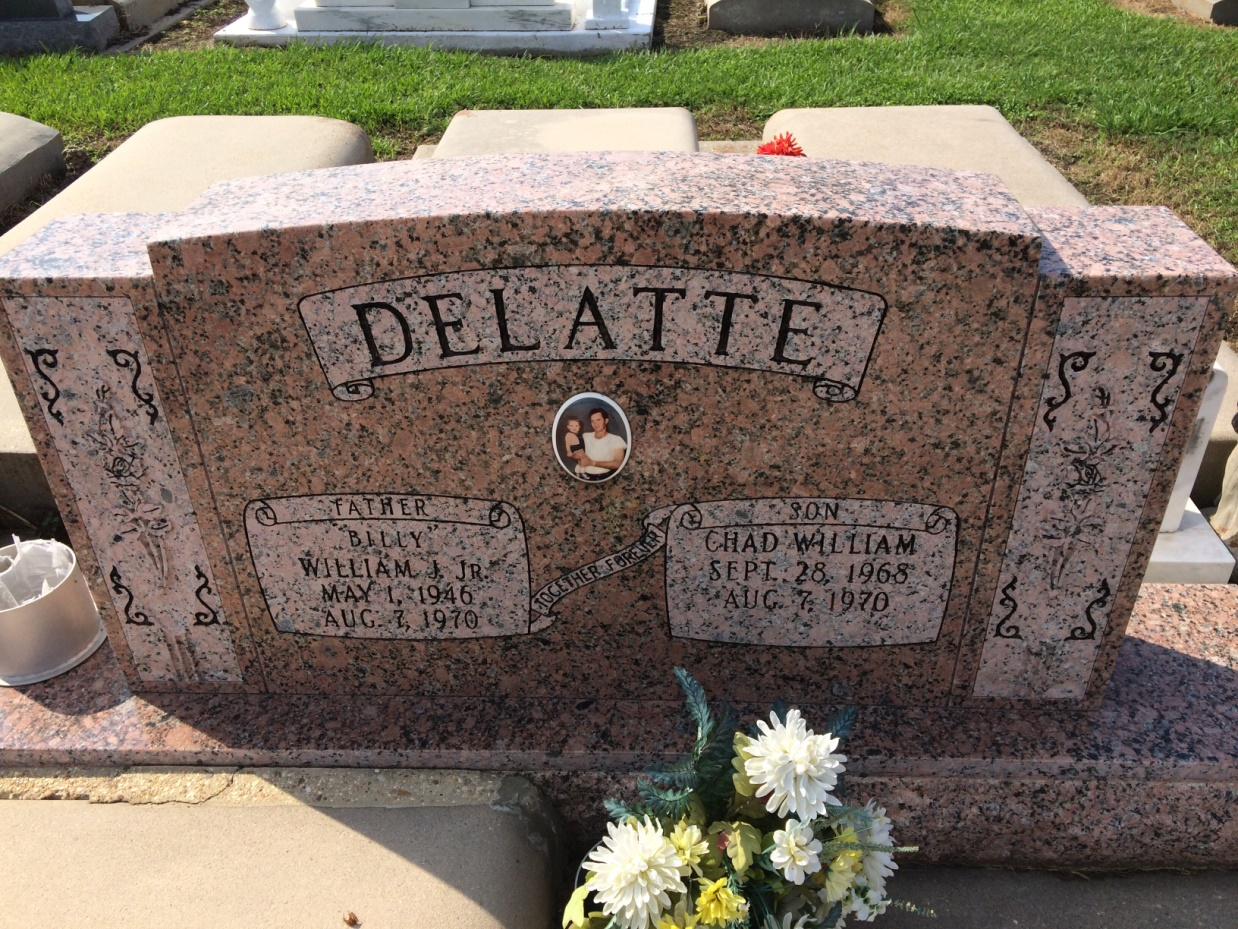 DELATTE
FATHER
BILLY
WILLIAM J. JR.
MAY 1, 1946
AUG. 7, 1970
TOGETHER FOREVER
SON
CHAD WILLIAM
SEPT. 28, 1968
AUG. 7, 1970